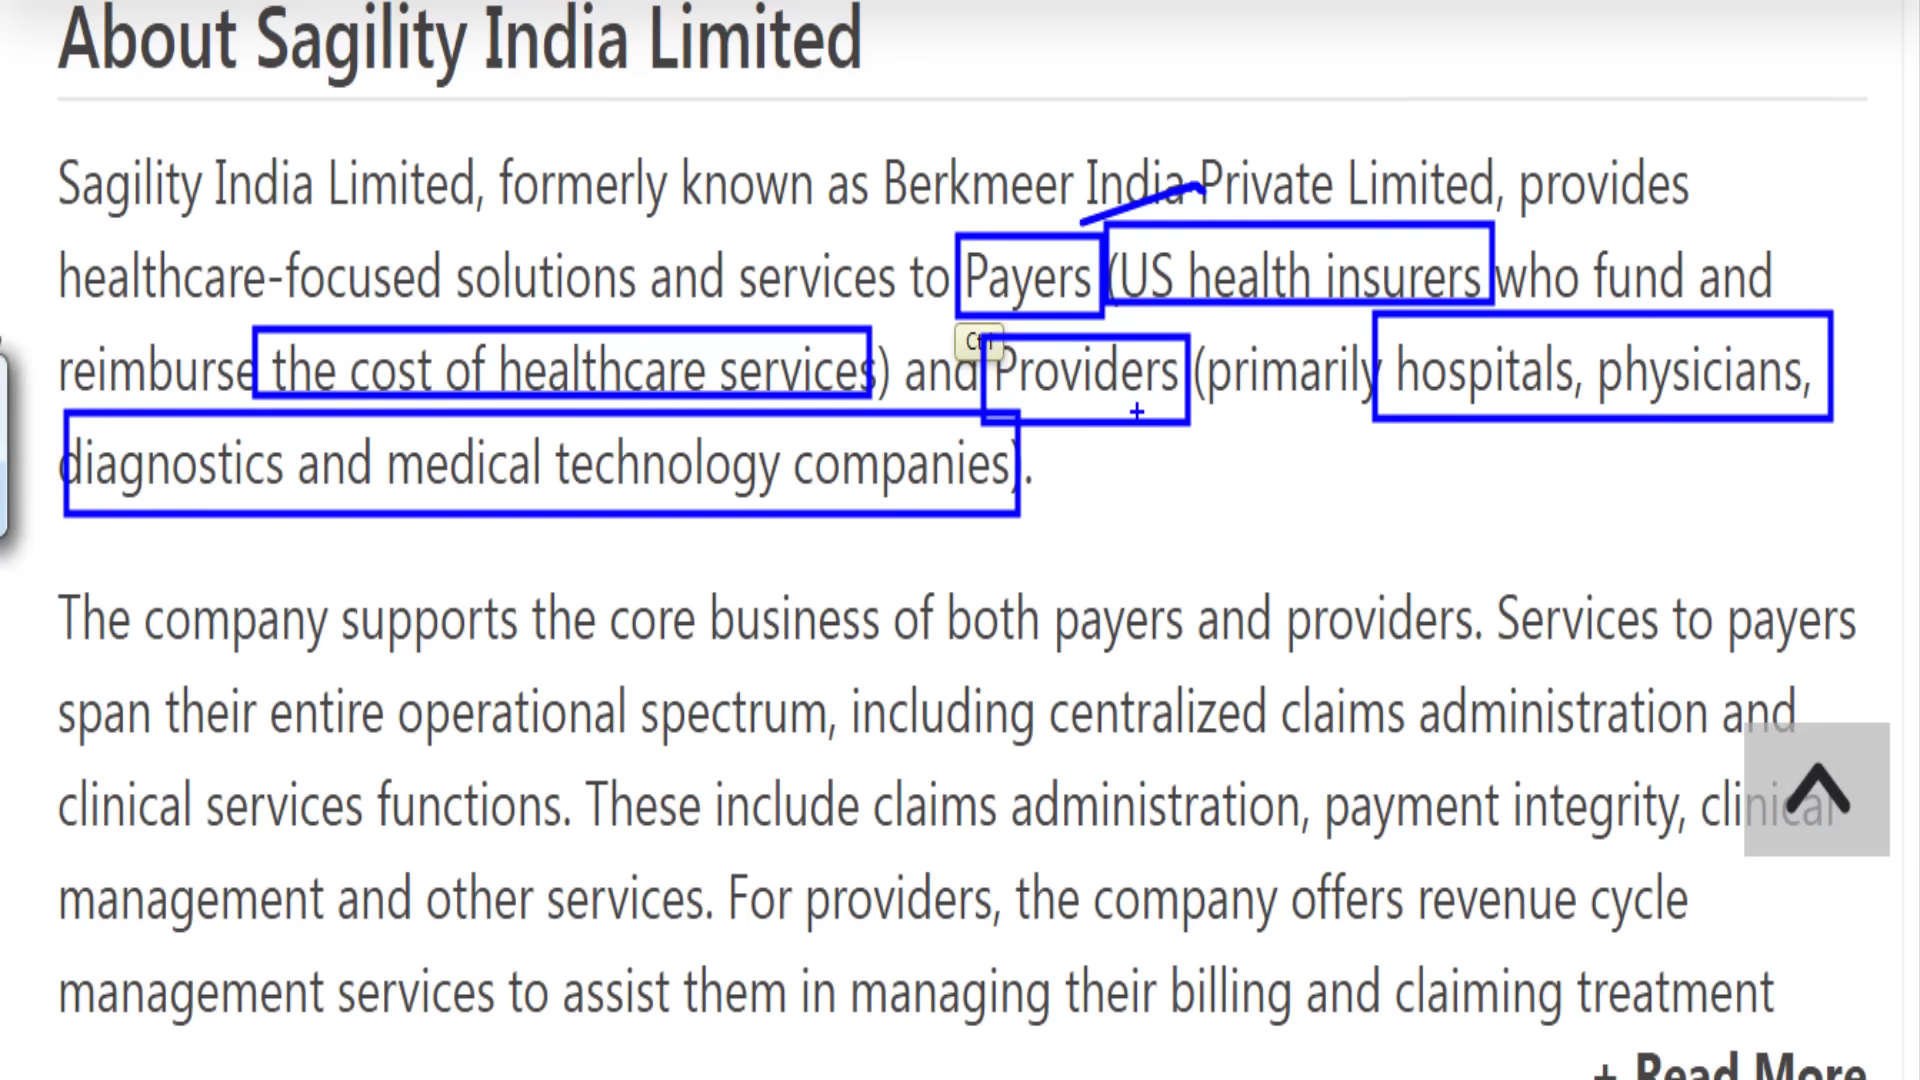 About Sagility India Limited
Sagility India Limited, formerly known as Berkmeer India Private Limited, provides
healthcare-focused solutions and services to Payers (US health insurers who fund and
reimburse the cost of healthcare services) and Providers (primarily hospitals, physicians,
diagnostics and medical technology companies).
The company supports the core business of both payers and providers. Services to payers
span their entire operational spectrum, including centralized claims administration and
clinical services functions. These include claims administration, payment integrity, clinical
management and other services. For providers, the company offers revenue cycle
management services to assist them in managing their billing and claiming treatment
+ Read More